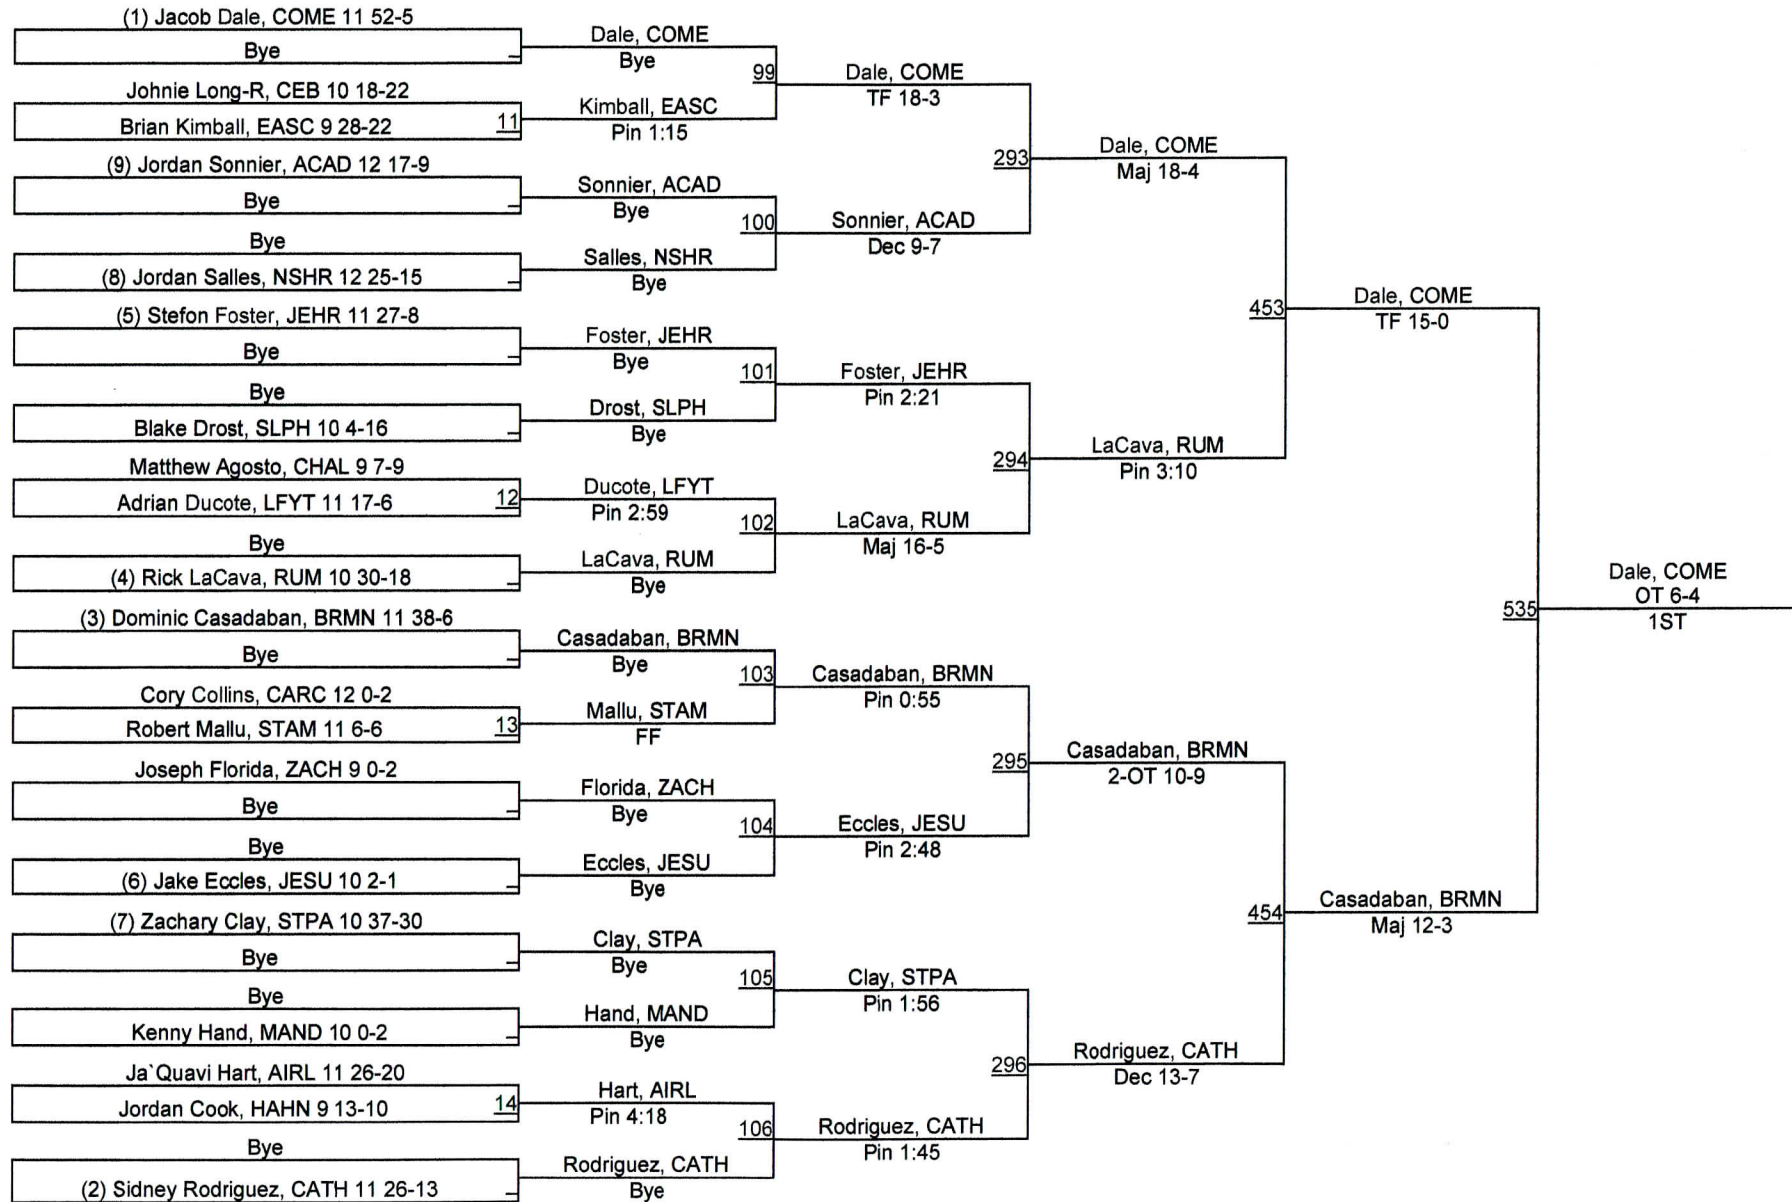 (1) Jacob Dale, COME 11 52-5
Bye
Johnie Long-R, CEB 10 18-22
Brian Kimball, EASC 9 28-22
11
(9) Jordan Sonnier, ACAD 12 17-9
Bye
Bye
(8) Jordan Salles, NSHR 12 25-15
(5) Stefon Foster, JEHR 11 27-8
Bye
Bye
Blake Drost, SLPH 10 4-16
Matthew Agosto, CHAL 9 7-9
Adrian Ducote, LFYT 11 17-6
12
Bye
(4) Rick LaCava, RUM 10 30-18
(3) Dominic Casadaban, BRMN 11 38-6
Bye
Cory Collins, CARC 12 0-2
Robert Mallu, STAM 11 6-6
13
Joseph Florida, ZACH 9 0-2
Bye
Bye
(6) Jake Eccles, JESU 10 2-1
(7) Zachary Clay, STPA 10 37-30
Bye
Bye
Kenny Hand, MAND 10 0-2
Ja`Quavi Hart, AIRL 11 26-20
Jordan Cook, HAHN 9 13-10
14
Bye
(2) Sidney Rodriguez, CATH 11 26-13
Dale, COME
Bye
99
Kimball, EASC
Pin 1:15
Sonnier, ACAD
Bye
100
Salles, NSHR
Bye
Foster, JEHR
Bye
101
Drost, SLPH
Bye
Ducote, LFYT
Pin 2:59
102
LaCava, RUM
Bye
Casadaban, BRMN
Bye
103
Mallu, STAM
FF
Florida, ZACH
Bye
104
Eccles, JESU
Bye
Clay, STPA
Bye
105
Hand, MAND
Bye
Hart, AIRL
Pin 4:18
106
Rodriguez, CATH
Bye
Dale, COME
TF 18-3
293
Sonnier, ACAD
Dec 9-7
Foster, JEHR
Pin 2:21
294
LaCava, RUM
Maj 16-5
Casadaban, BRMN
Pin 0:55
295
Eccles, JESU
Pin 2:48
Clay, STPA
Pin 1:56
296
Rodriguez, CATH
Pin 1:45
Dale, COME
Maj 18-4
453
LaCava, RUM
Pin 3:10
Casadaban, BRMN
2-OT 10-9
454
Rodriguez, CATH
Dec 13-7
Dale, COME
TF 15-0
535
Casadaban, BRMN
Maj 12-3
Dale, COME
OT 6-4
1ST